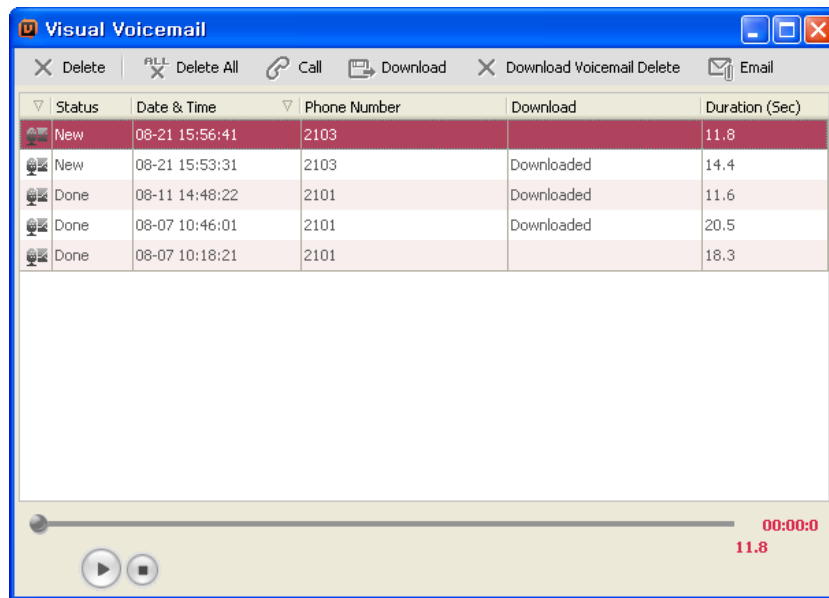 Visual Voicemail
Delete ALL Delete All Call Download Download Voicemail Delete Email
Status Date & Time Phone Number Download Duration (Sec)
New 08-21 15:56:41 2103 11.8
New 08-21 15:53:31 2103 Downloaded 14.4
Done 08-11 14:48:22 2101 Downloaded 11.6
Done 08-07 10:46:01 2101 Downloaded 20.5
Done 08-07 10:18:21 2101 18.3
00:00:0
11.8